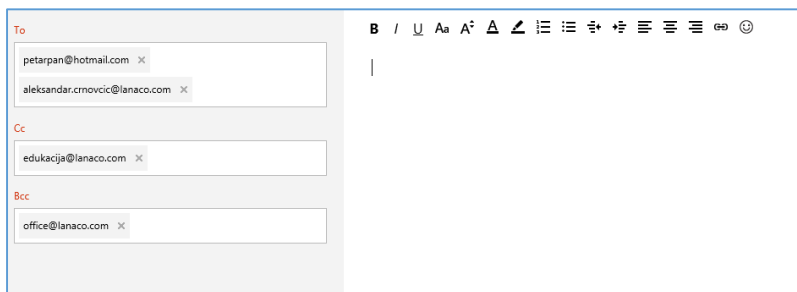 To
petarpan@hotmail.com ×
aleksandar.crnovcic@lanaco.com ×
Cc
edukacija@lanaco.com ×
Bcc
office@lanaco.com ×
B I U Aa A A